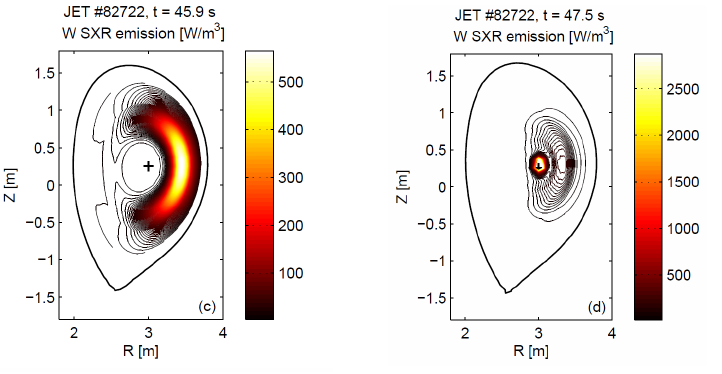 JET #82722, t = 45.9 s
W SXR emission [W/m³]
1.5
1
0.5
0
−0.5
−1
−1.5
Z [m]
2 3 4
R [m]
(c)
500
400
300
200
100
JET #82722, t = 47.5 s
W SXR emission [W/m³]
1.5
1
0.5
0
−0.5
−1
−1.5
Z [m]
2 3 4
R [m]
(d)
2500
2000
1500
1000
500